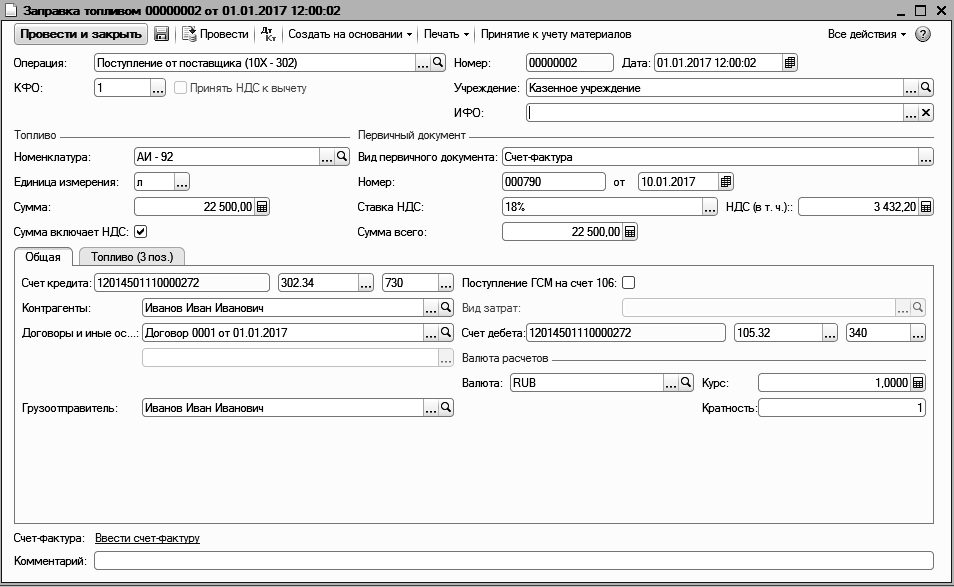 Заправка топливом 00000002 от 01.01.2017 12:00:02
Провести и закрыть Провести Дт Кт Создать на основании Печать Принятие к учету материалов Все действия ?
Операция: Поступление от поставщика (10X - 302) ... Номер: 00000002 Дата: 01.01.2017 12:00:02
КФО: 1 ... Принять НДС к вычету Учреждение: Казенное учреждение ...
ИФО: ... ×
Топливо Первичный документ
Номенклатура: АИ - 92 ... Вид первичного документа: Счет-фактура ...
Единица измерения: л ... Номер: 000790 от 10.01.2017
Сумма: 22 500,00 Ставка НДС: 18% ... НДС (в т. ч.):: 3 432,20
Сумма включает НДС: Сумма всего: 22 500,00
Общая Топливо (3 поз.)
Счет кредита: 12014501110000272 302.34 ... 730 ... Поступление ГСМ на счет 106:
Контрагенты: Иванов Иван Иванович ... Вид затрат: ...
Договоры и иные ос...: Договор 0001 от 01.01.2017 ... Счет дебета: 12014501110000272 105.32 ... 340 ...
... Валюта расчетов
Валюта: RUB ... Курс: 1,0000
Грузоотправитель: Иванов Иван Иванович ... Кратность: 1
Счет-фактура: Ввести счет-фактуру
Комментарий: